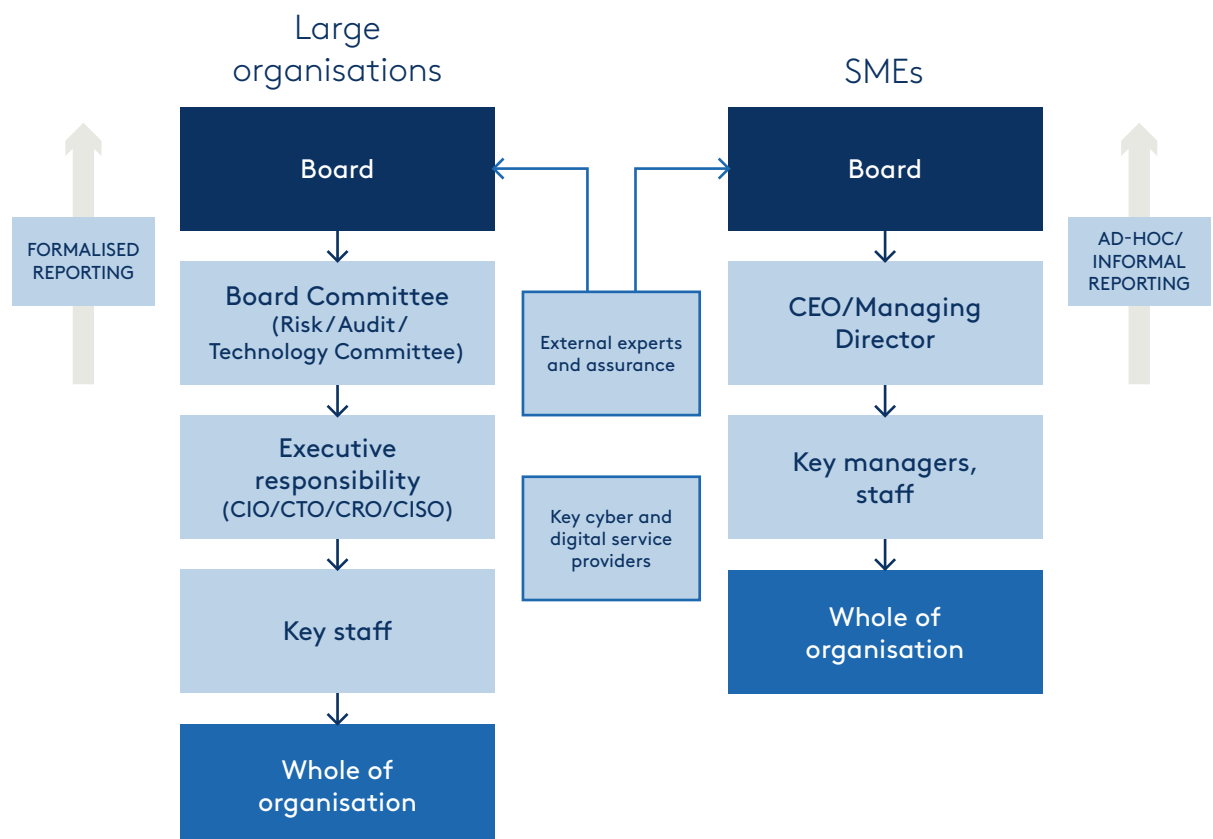 Large
organisations
SMEs
Board
Board
FORMALISED
REPORTING
AD-HOC/
INFORMAL
REPORTING
Board Committee
(Risk / Audit /
Technology Committee)
External experts
and assurance
CEO/Managing
Director
Executive
responsibility
(CIO/CTO/CRO/CISO)
Key cyber and
digital service
providers
Key managers,
staff
Key staff
Whole of
organisation
Whole of
organisation